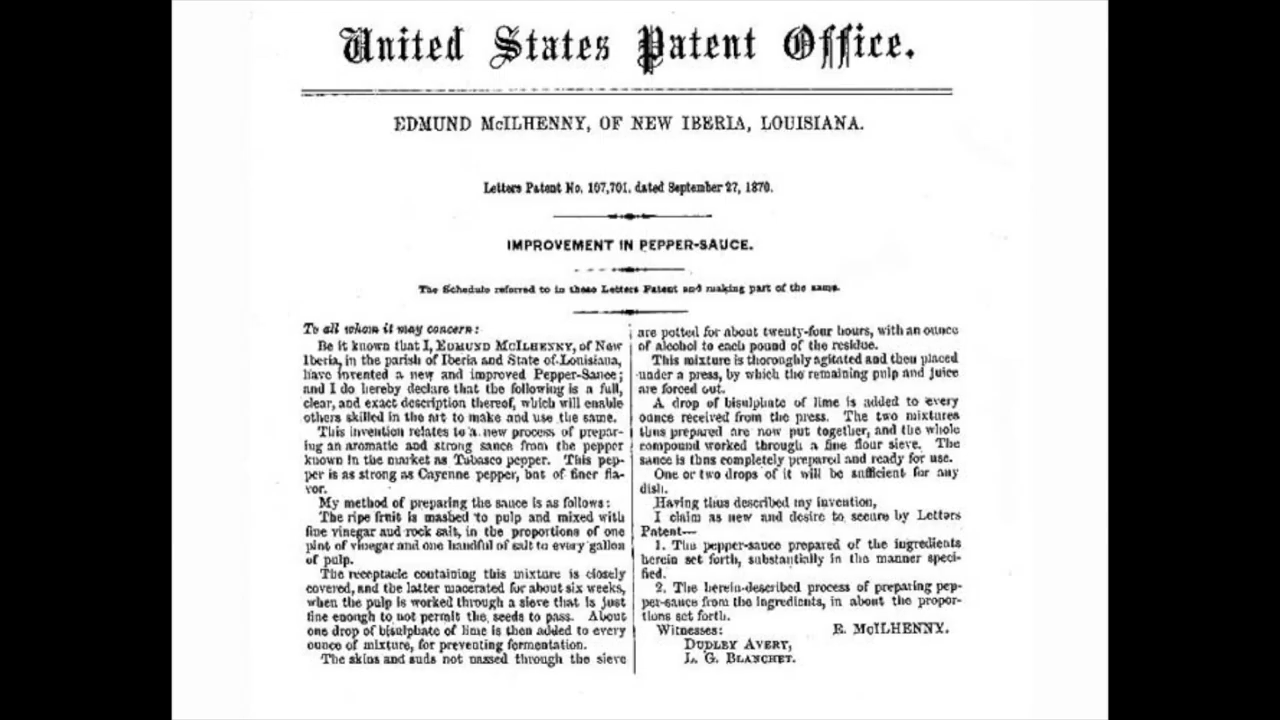 United States Patent Office.
EDMUND McILHENNY, OF NEW IBERIA, LOUISIANA.
Letters Patent No. 107,701, dated September 27, 1870.
IMPROVEMENT IN PEPPER-SAUCE.
The Schedule referred to in these Letters Patent and making part of the same.
To all whom it may concern:
Be it known that I, EDMUND MCILHENNY, of New
Iberia, in the parish of Iberia and State of Louisiana,
have invented a new and improved Pepper-Sauce;
and I do hereby declare that the following is a full,
clear, and exact description thereof, which will enable
others skilled in the art to make and use the same.
This invention relates to a new process of prepar-
ing an aromatic and strong sauce from the pepper
known in the market as Tobasco pepper. This pep-
per is as strong as Cayenne pepper, but of finer fla-
vor.
My method of preparing the sauce is as follows:
The ripe fruit is mashed to pulp and mixed with
fine vinegar and rock salt, in the proportions of one
pint of vinegar and one handful of salt to every gallon
of pulp.
The receptacle containing this mixture is closely
covered, and the latter macerated for about six weeks,
when the pulp is worked through a sieve that is just
fine enough to not permit the seeds to pass. About
one drop of bisulphate of lime is then added to every
ounce of mixture, for preventing fermentation.
The skins and suds not passed through the sieve
are potted for about twenty-four hours, with an ounce
of alcohol to each pound of the residue.
This mixture is thoroughly agitated and then placed
under a press, by which the remaining pulp and juice
are forced out.
A drop of bisulphate of lime is added to every
ounce received from the press. The two mixtures
thus prepared are now put together, and the whole
compound worked through a fine flour sieve. The
sauce is thus completely prepared and ready for use.
One or two drops of it will be sufficient for any
dish.
Having thus described my invention,
I claim as new and desire to secure by Letters
Patent—
1. The pepper-sauce prepared of the ingredients
herein set forth, substantially in the manner speci-
fied.
2. The herein-described process of preparing pep-
per-sauce from the ingredients, in about the propor-
tions set forth.
E. McILHENNY.
Witnesses:
DUDLEY AVERY,
L. G. BLANCHET.